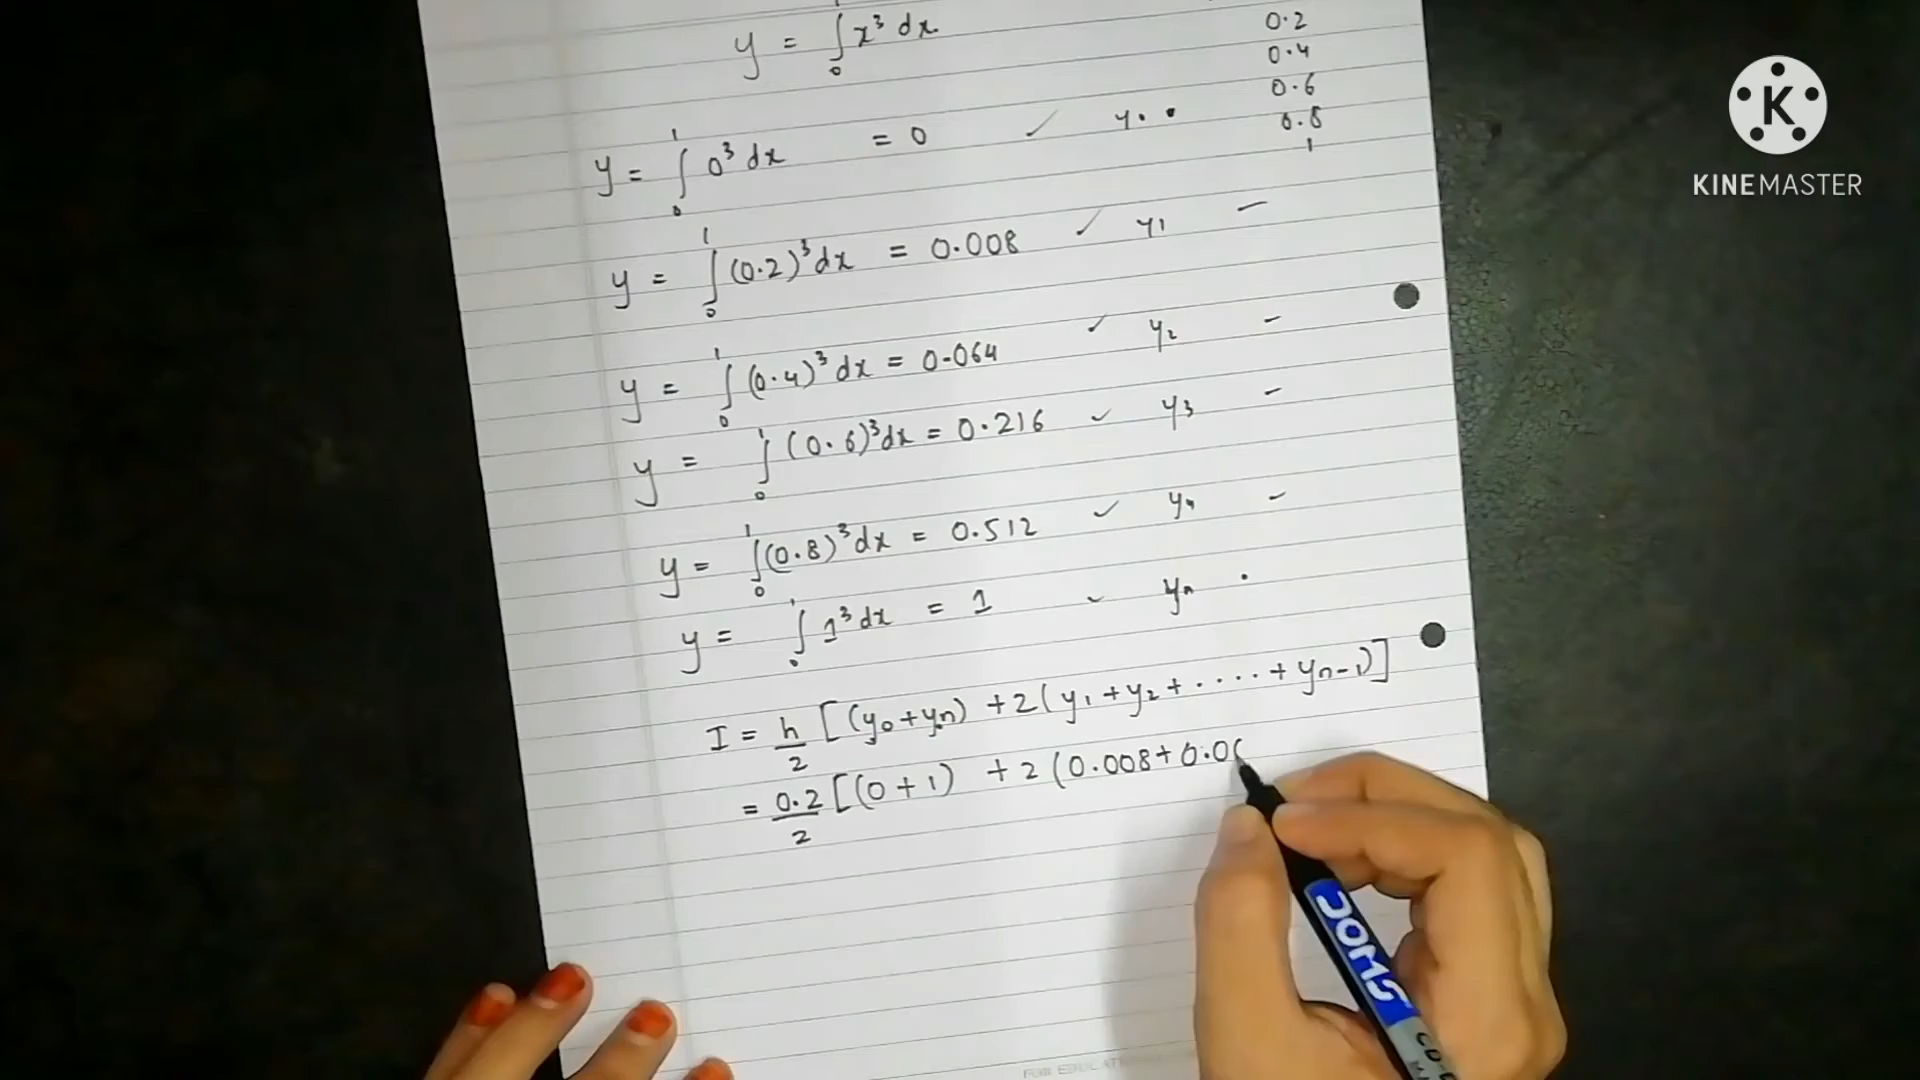 y = ∫₀ x³ dx
0.2
0.4
0.6
0.8
1
y = ∫₀¹ 0³ dx = 0 ✓ y₀ •
y = ∫₀¹ (0.2)³ dx = 0.008 ✓ y₁ –
y = ∫₀¹ (0.4)³ dx = 0.064 ✓ y₂ –
y = ∫₀¹ (0.6)³ dx = 0.216 ✓ y₃ –
y = ∫₀¹ (0.8)³ dx = 0.512 ✓ y₄ –
y = ∫₀¹ 1³ dx = 1 ✓ yₙ •
I = h/2 [(y₀+yₙ) + 2(y₁+y₂+.....+yₙ₋₁)]
= 0.2/2 [(0+1) + 2(0.008+0.0
K
KINEMASTER
DOMS